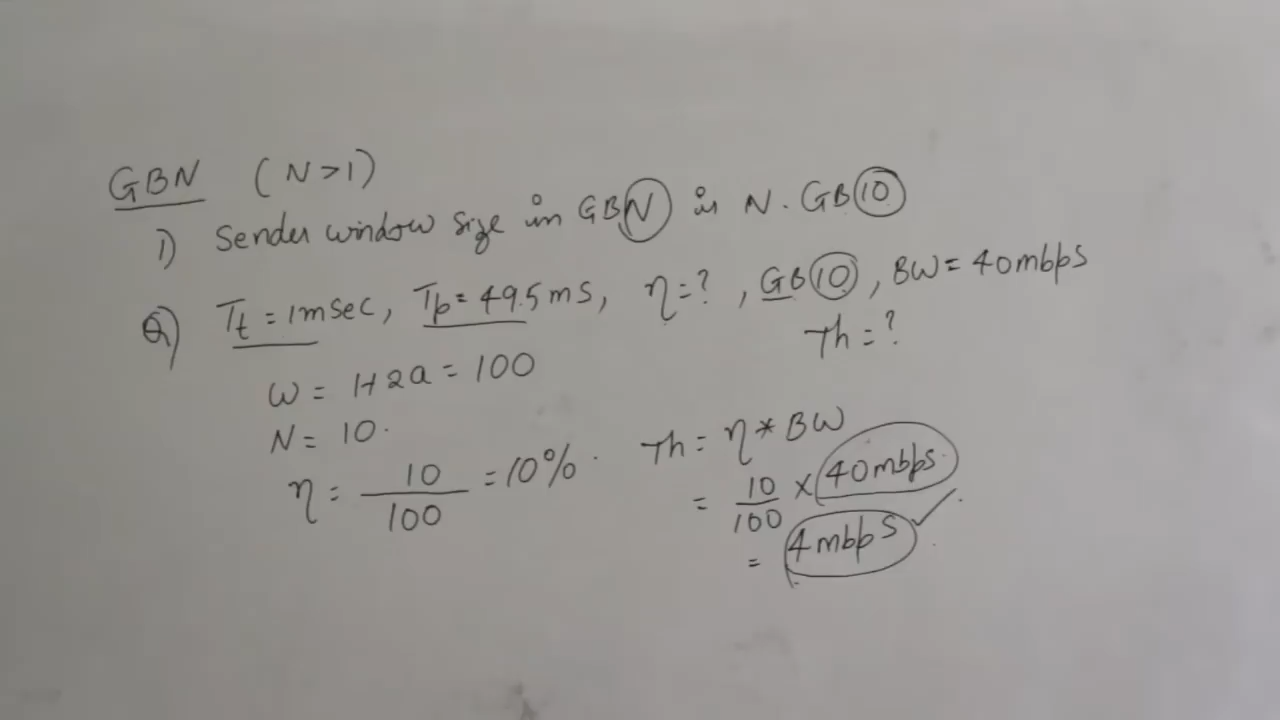 GBN (N>1)
1) Sender window size in GBN is N. GB10
Q) Tt = 1msec, Tp = 49.5ms, η=?, GB10, BW = 40mbps
Th = ?
W = 1+2a = 100
N = 10.
η = 10/100 = 10%.
Th = η * BW
= 10/100 × 40mbps
= 4mbps ✓